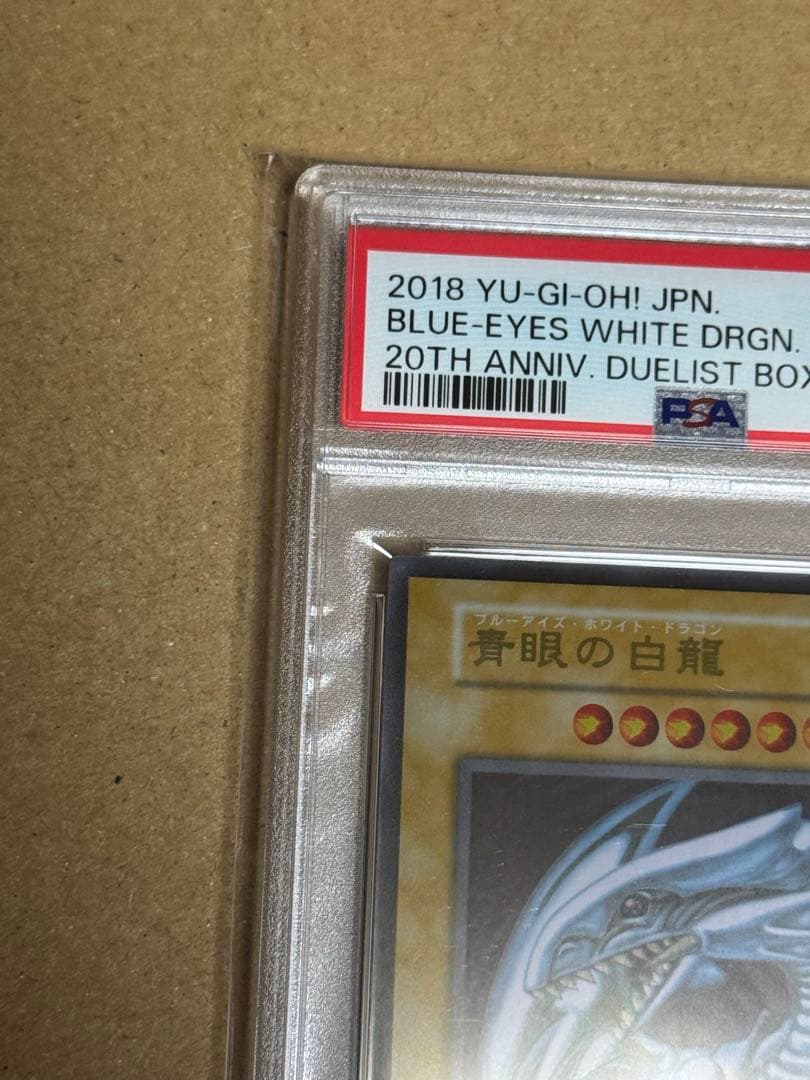 2018 YU-GI-OH! JPN.
BLUE-EYES WHITE DRGN.
20TH ANNIV. DUELIST BOX
PSA
ブルーアイズ・ホワイト・ドラゴン
青眼の白龍